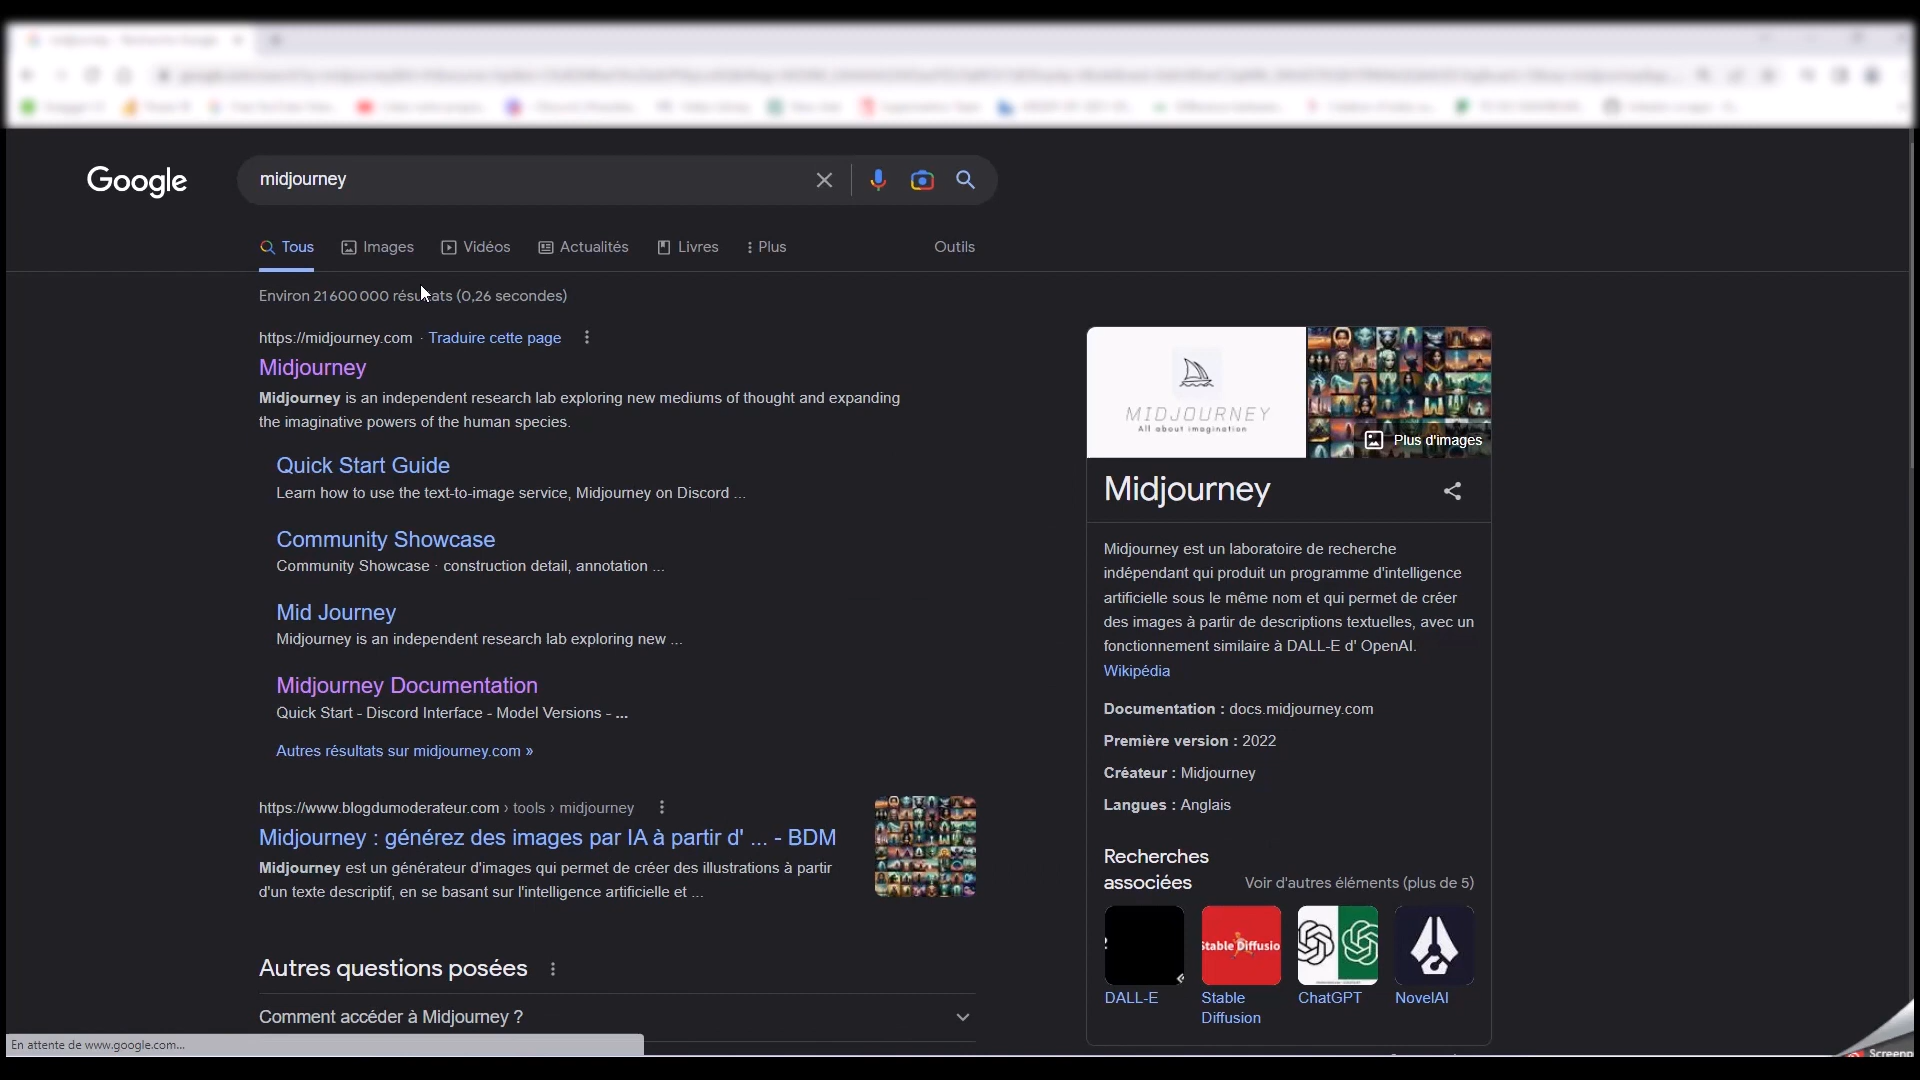 Google
midjourney
Tous
Images
Vidéos
Actualités
Livres
Plus
Outils
Environ 21 600 000 résultats (0,26 secondes)
https://midjourney.com · Traduire cette page
Midjourney
Midjourney is an independent research lab exploring new mediums of thought and expanding
the imaginative powers of the human species.
Quick Start Guide
Learn how to use the text-to-image service, Midjourney on Discord ...
Community Showcase
Community Showcase · construction detail, annotation ...
Mid Journey
Midjourney is an independent research lab exploring new ...
Midjourney Documentation
Quick Start - Discord Interface - Model Versions - ...
Autres résultats sur midjourney.com »
https://www.blogdumoderateur.com › tools › midjourney
Midjourney : générez des images par IA à partir d' ... - BDM
Midjourney est un générateur d'images qui permet de créer des illustrations à partir
d'un texte descriptif, en se basant sur l'intelligence artificielle et ...
Autres questions posées
Comment accéder à Midjourney ?
En attente de www.google.com...
MIDJOURNEY
All about imagination
Plus d'images
Midjourney
Midjourney est un laboratoire de recherche
indépendant qui produit un programme d'intelligence
artificielle sous le même nom et qui permet de créer
des images à partir de descriptions textuelles, avec un
fonctionnement similaire à DALL-E d' OpenAI.
Wikipédia
Documentation : docs.midjourney.com
Première version : 2022
Créateur : Midjourney
Langues : Anglais
Recherches
associées
Voir d'autres éléments (plus de 5)
Stable Diffusio
DALL-E
Stable
Diffusion
ChatGPT
NovelAI
Screenp